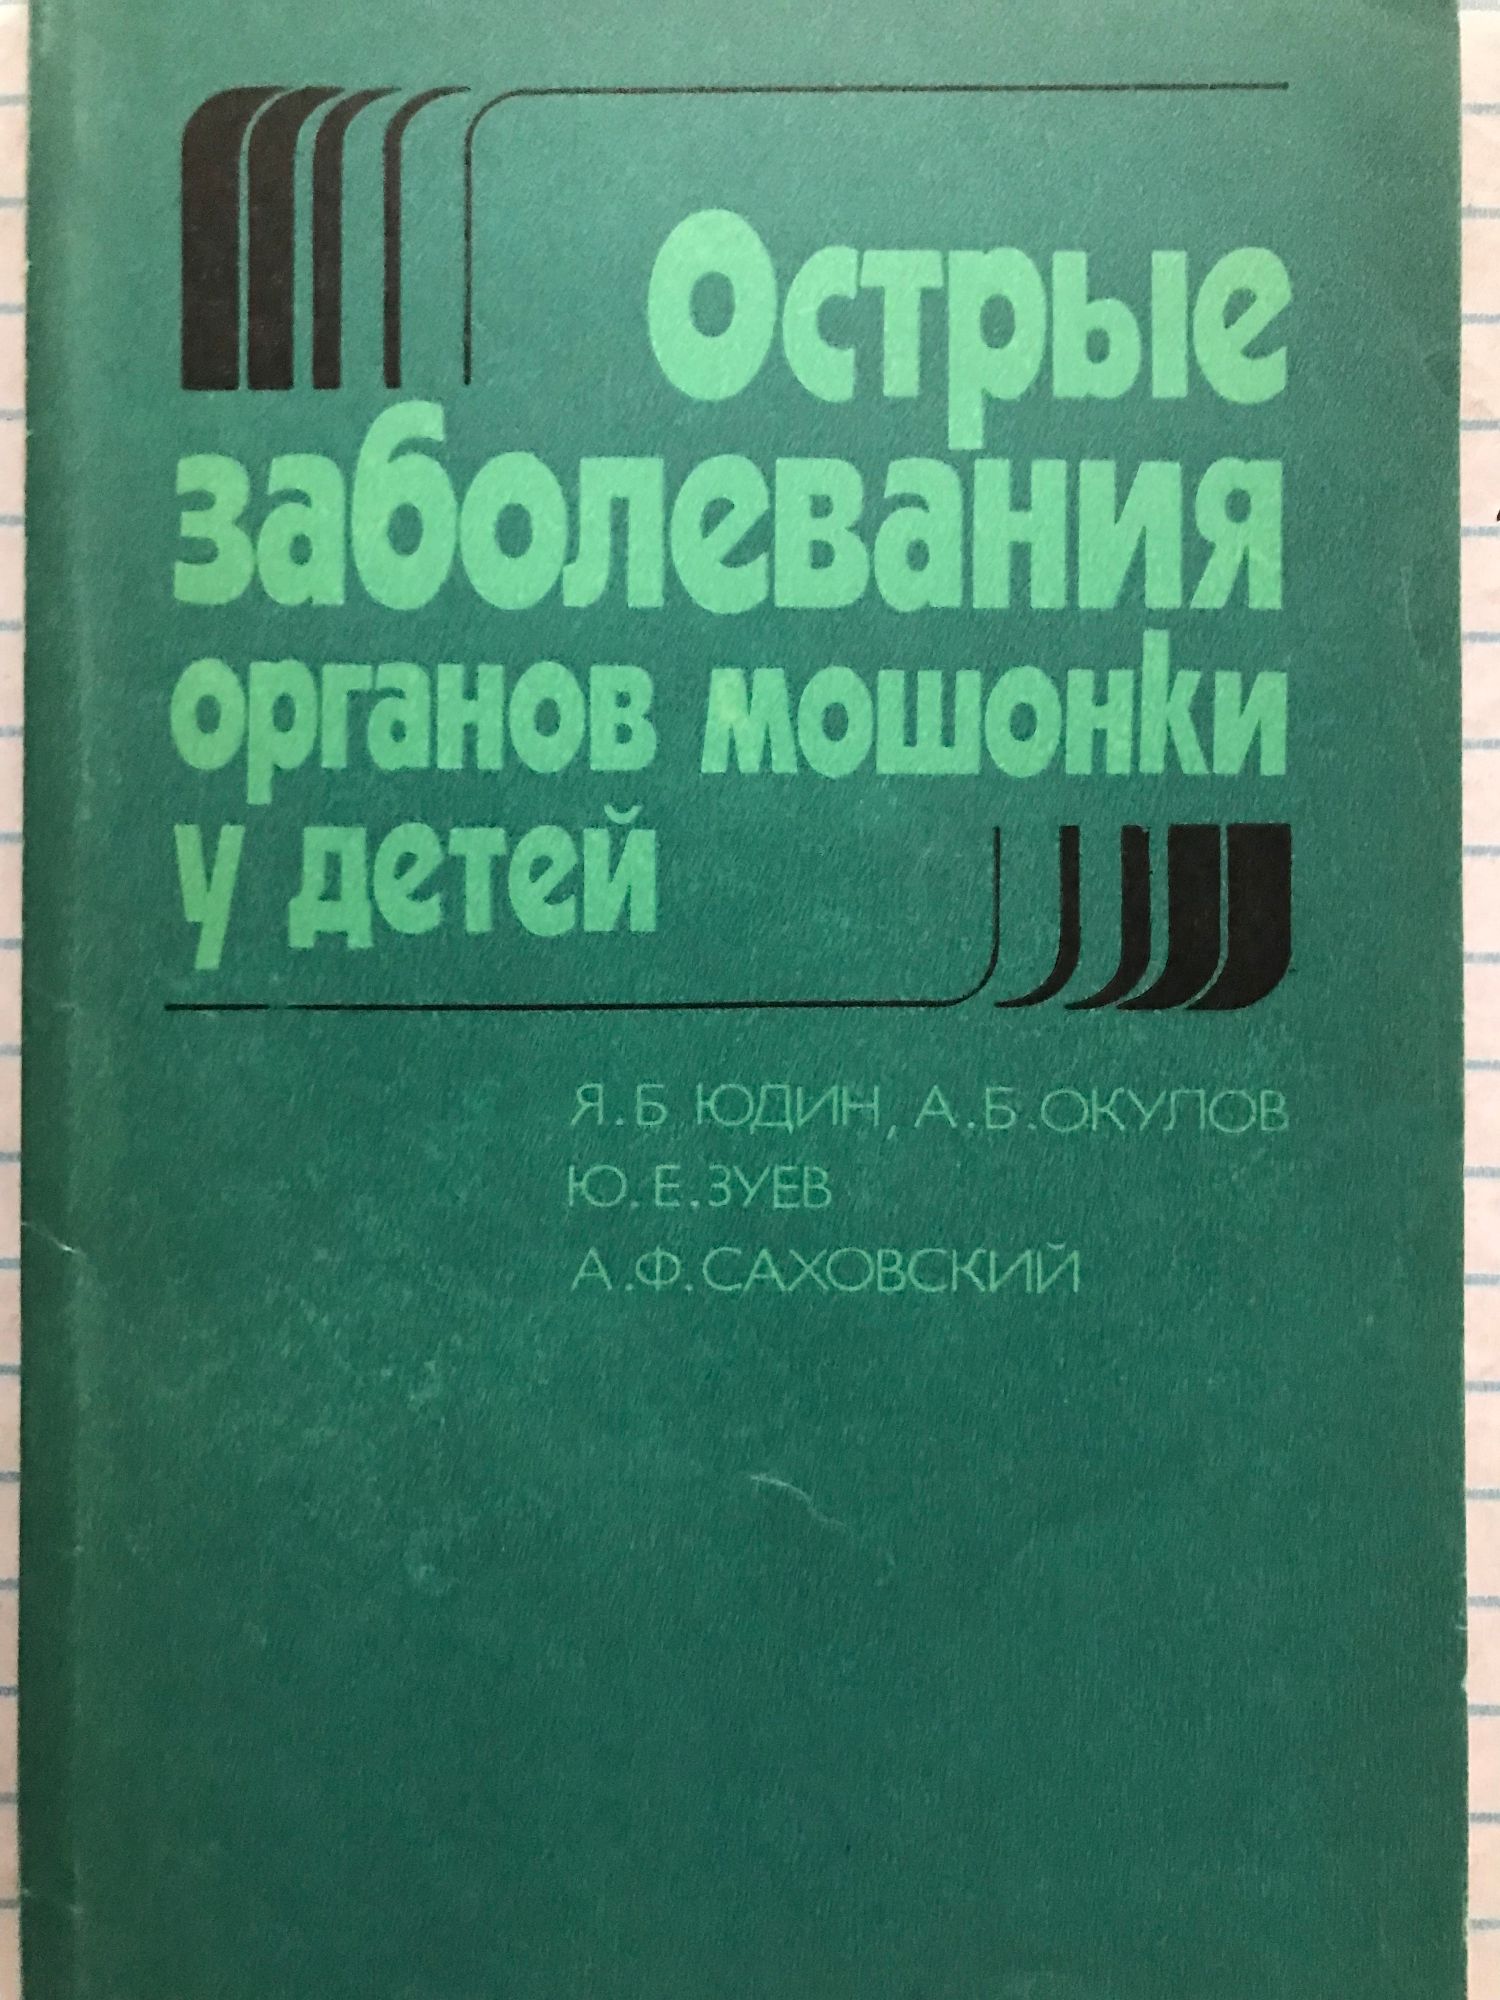 Острые
заболевания
органов мошонки
у детей
Я.Б ЮДИН, А.Б.ОКУЛОВ
Ю.Е.ЗУЕВ
А.Ф.САХОВСКИЙ